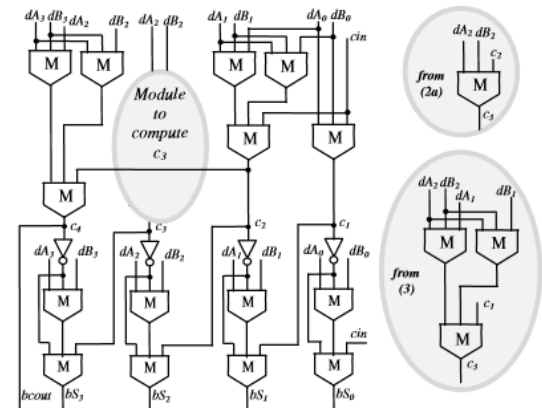 dA3 dB3 dA2 dB2 dA2 dB2 dA1 dB1 dA0 dB0
cin
M M M M
Module
to
compute
c3
M M
M
c4 c3 c2 c1
dA3 dB3 dA2 dB2 dA1 dB1 dA0 dB0
M M M M
cin
M M M M
bcout bS3 bS2 bS1 bS0
dA2 dB2
c2
from
(2a)
M
c3
dA2 dB2 dA1 dB1
M M
from
(3)
c1
M
c3